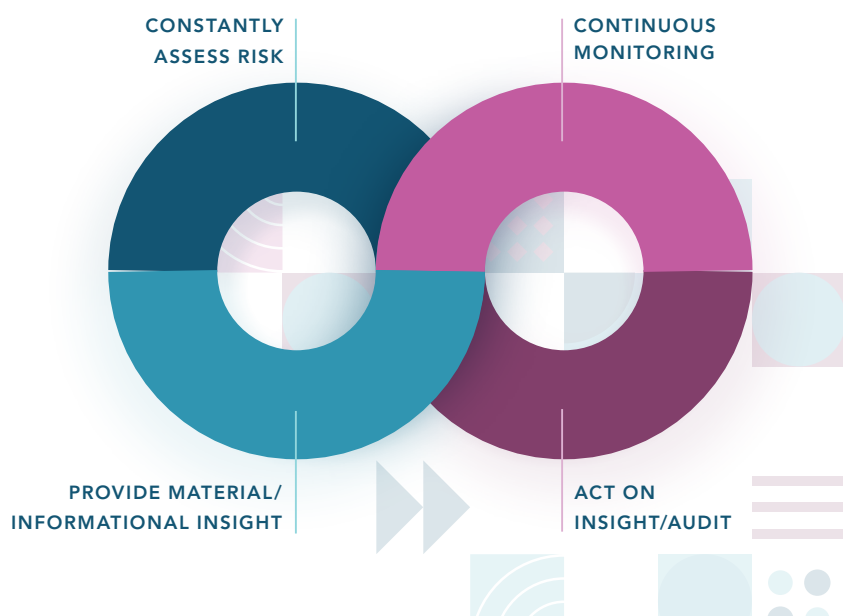 CONSTANTLY
ASSESS RISK
CONTINUOUS
MONITORING
PROVIDE MATERIAL/
INFORMATIONAL INSIGHT
ACT ON
INSIGHT/AUDIT